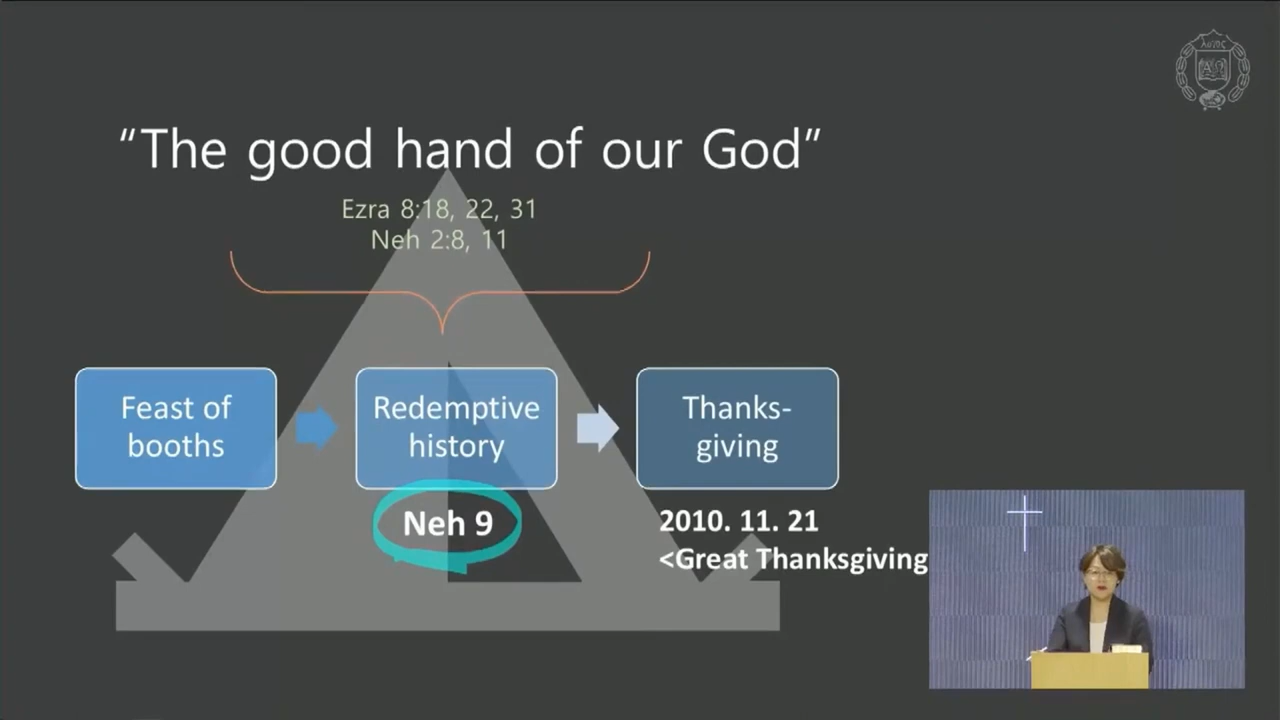 “The good hand of our God”
Ezra 8:18, 22, 31
Neh 2:8, 11
Feast of
booths
Redemptive
history
Thanks-
giving
Neh 9
2010. 11. 21
<Great Thanksgiving